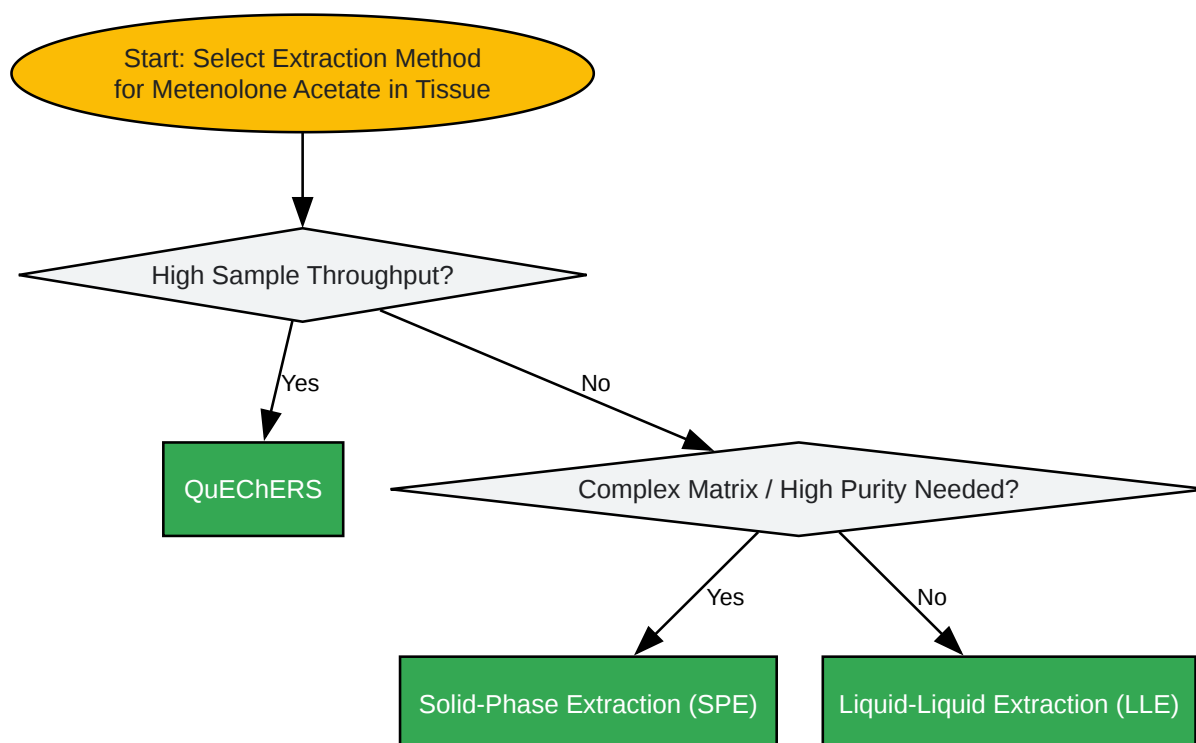 Start: Select Extraction Method
for Metenolone Acetate in Tissue
High Sample Throughput?
Yes
No
QuEChERS
Complex Matrix / High Purity Needed?
Yes
No
Solid-Phase Extraction (SPE)
Liquid-Liquid Extraction (LLE)